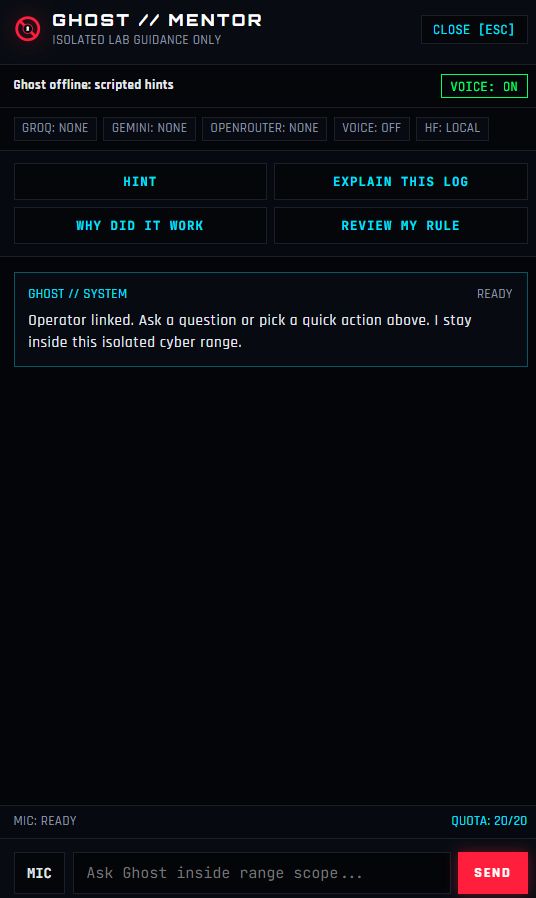 GHOST // MENTOR
ISOLATED LAB GUIDANCE ONLY
CLOSE [ESC]
Ghost offline: scripted hints
VOICE: ON
GROQ: NONE
GEMINI: NONE
OPENROUTER: NONE
VOICE: OFF
HF: LOCAL
HINT
EXPLAIN THIS LOG
WHY DID IT WORK
REVIEW MY RULE
GHOST // SYSTEM
READY
Operator linked. Ask a question or pick a quick action above. I stay
inside this isolated cyber range.
MIC: READY
QUOTA: 20/20
MIC
Ask Ghost inside range scope...
SEND